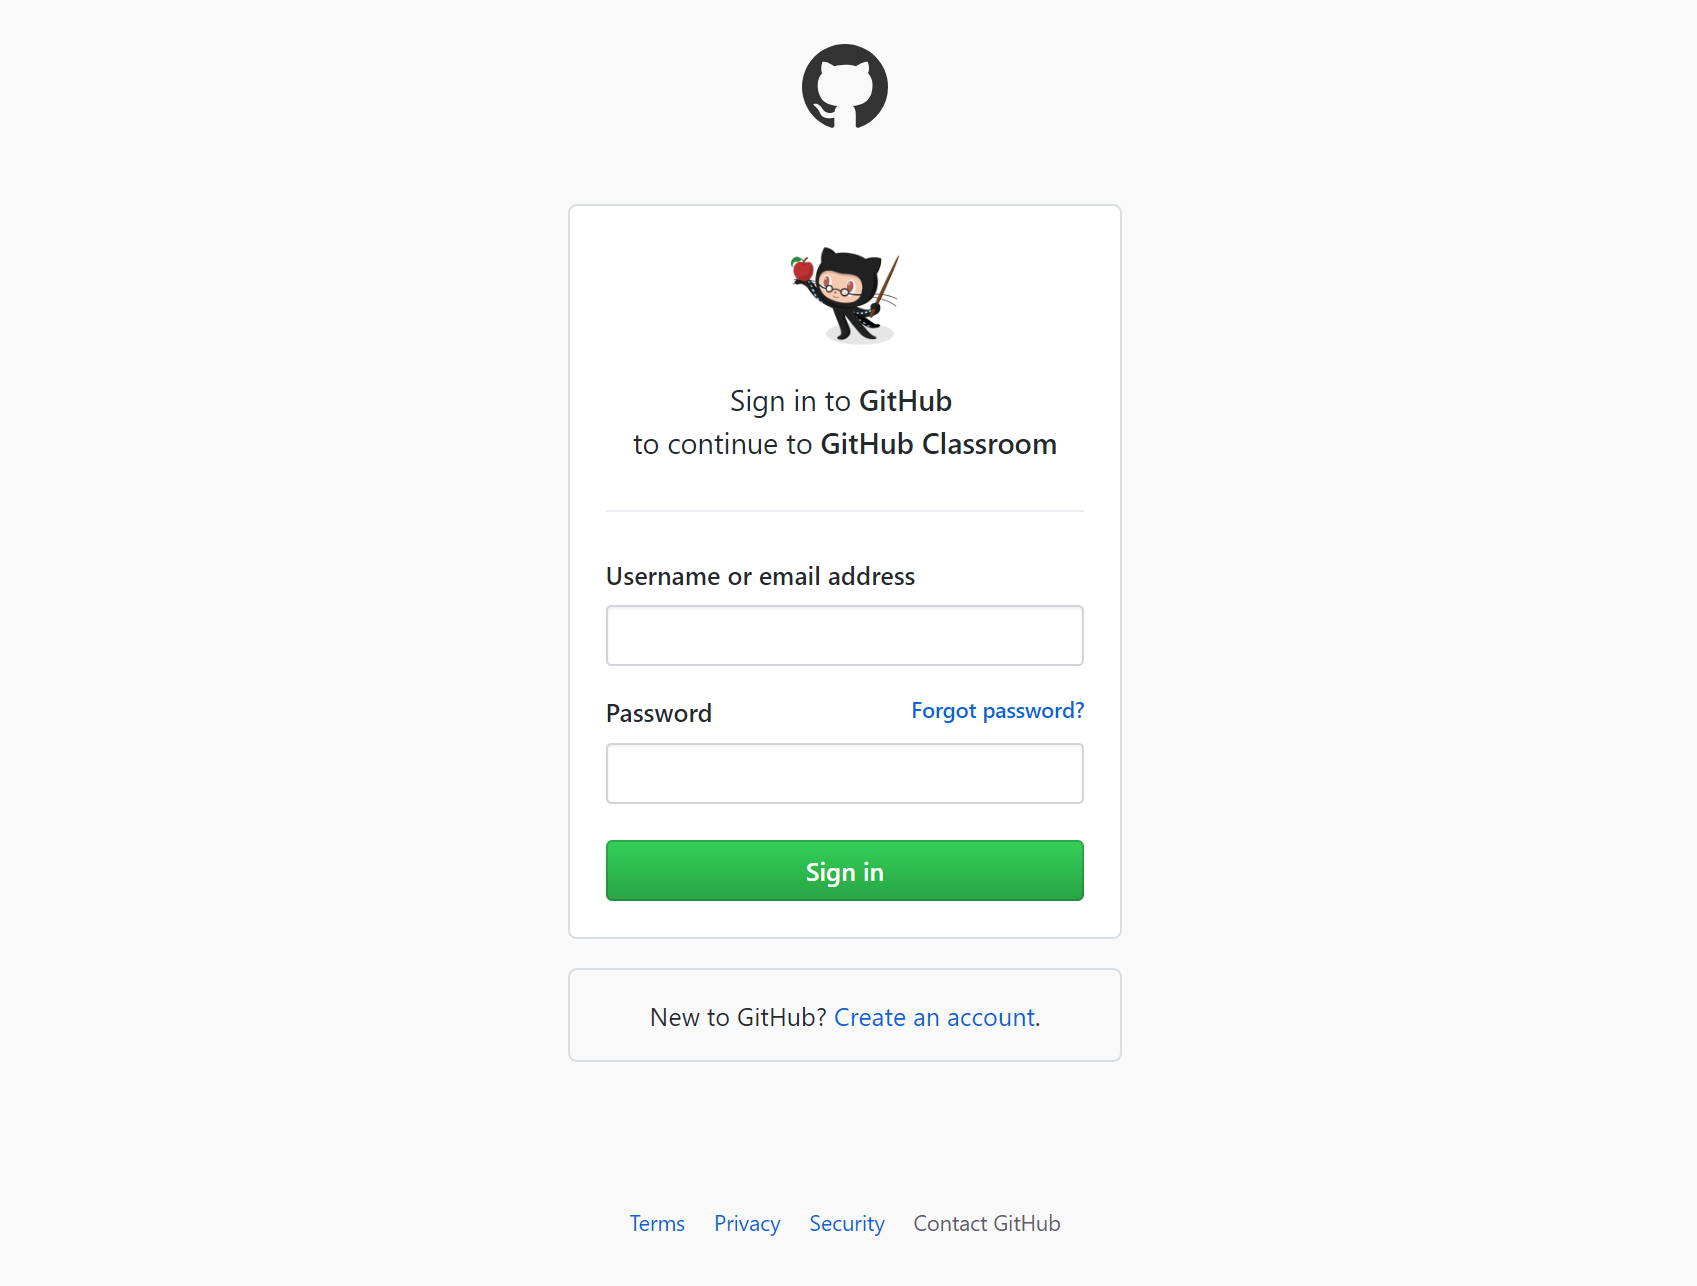 Sign in to GitHub
to continue to GitHub Classroom
Username or email address
Password
Forgot password?
Sign in
New to GitHub? Create an account.
Terms Privacy Security Contact GitHub